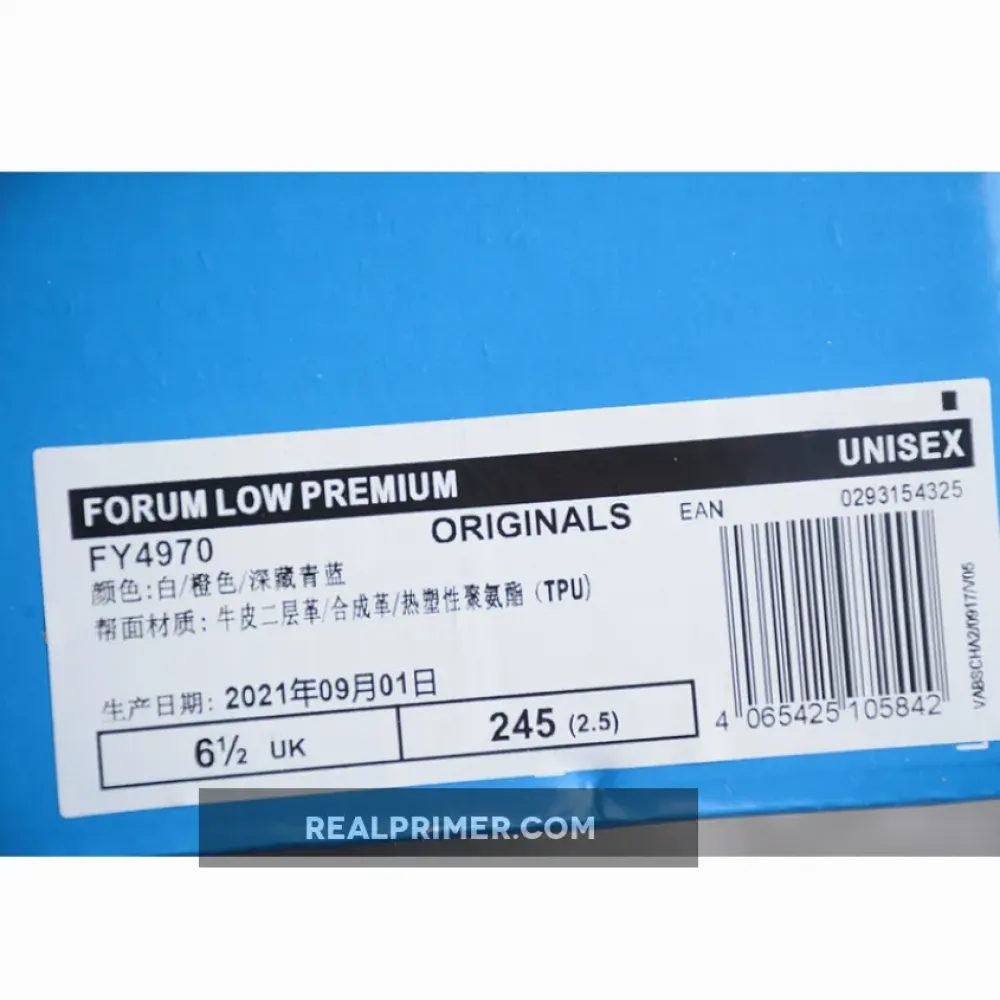 FORUM LOW PREMIUM UNISEX
FY4970 ORIGINALS EAN 0293154325
颜色:白/橙色/深藏青蓝
帮面材质: 牛皮二层革/合成革/热塑性聚氨酯 (TPU)
生产日期: 2021年09月01日
6½ UK 245 (2.5)
4 065425 105842
VABSCHA2/0917/V05
REALPRIMER.COM